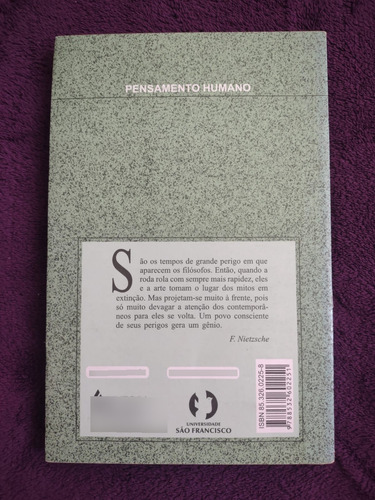 PENSAMENTO HUMANO
São os tempos de grande perigo em que
aparecem os filósofos. Então, quando a
roda rola com sempre mais rapidez, eles
e a arte tomam o lugar dos mitos em
extinção. Mas projetam-se muito à frente, pois
só muito devagar a atenção dos contemporâ-
neos para eles se volta. Um povo consciente
de seus perigos gera um gênio.
F. Nietzsche
UNIVERSIDADE
SÃO FRANCISCO
ISBN 85.326.0225-8
9 788532 602251